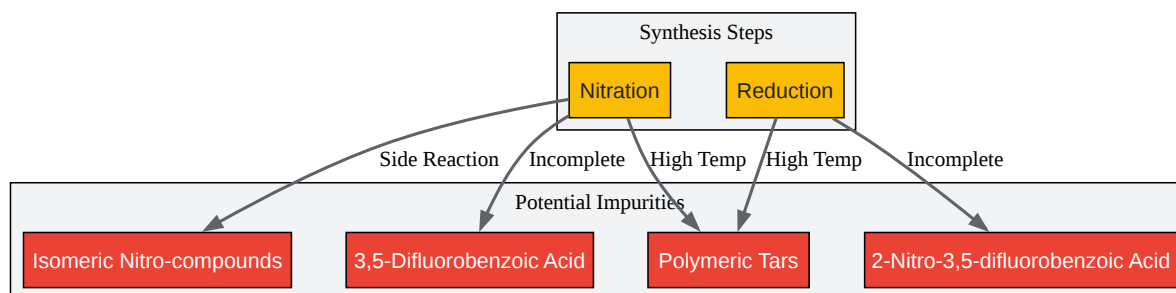 Synthesis Steps
Nitration
Reduction
Side Reaction
Incomplete
High Temp
High Temp
Incomplete
Potential Impurities
Isomeric Nitro-compounds
3,5-Difluorobenzoic Acid
Polymeric Tars
2-Nitro-3,5-difluorobenzoic Acid